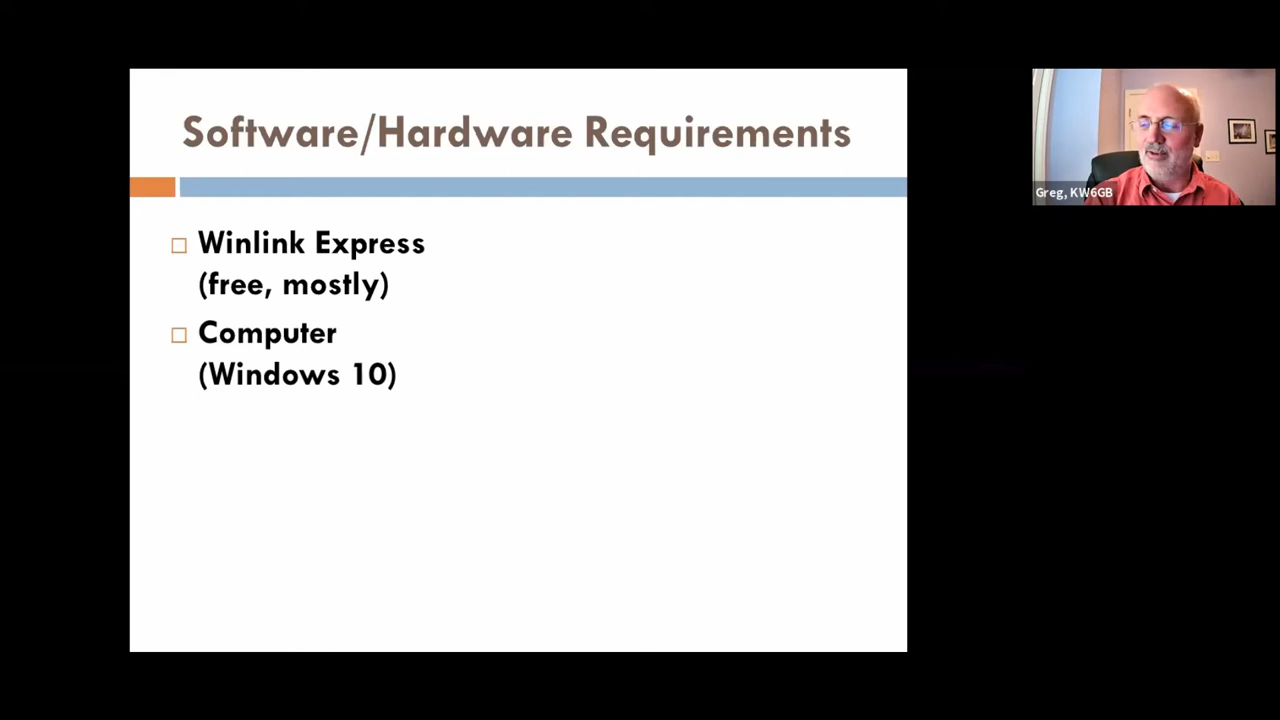 Software/Hardware Requirements
Winlink Express
(free, mostly)
Computer
(Windows 10)
Greg, KW6GB